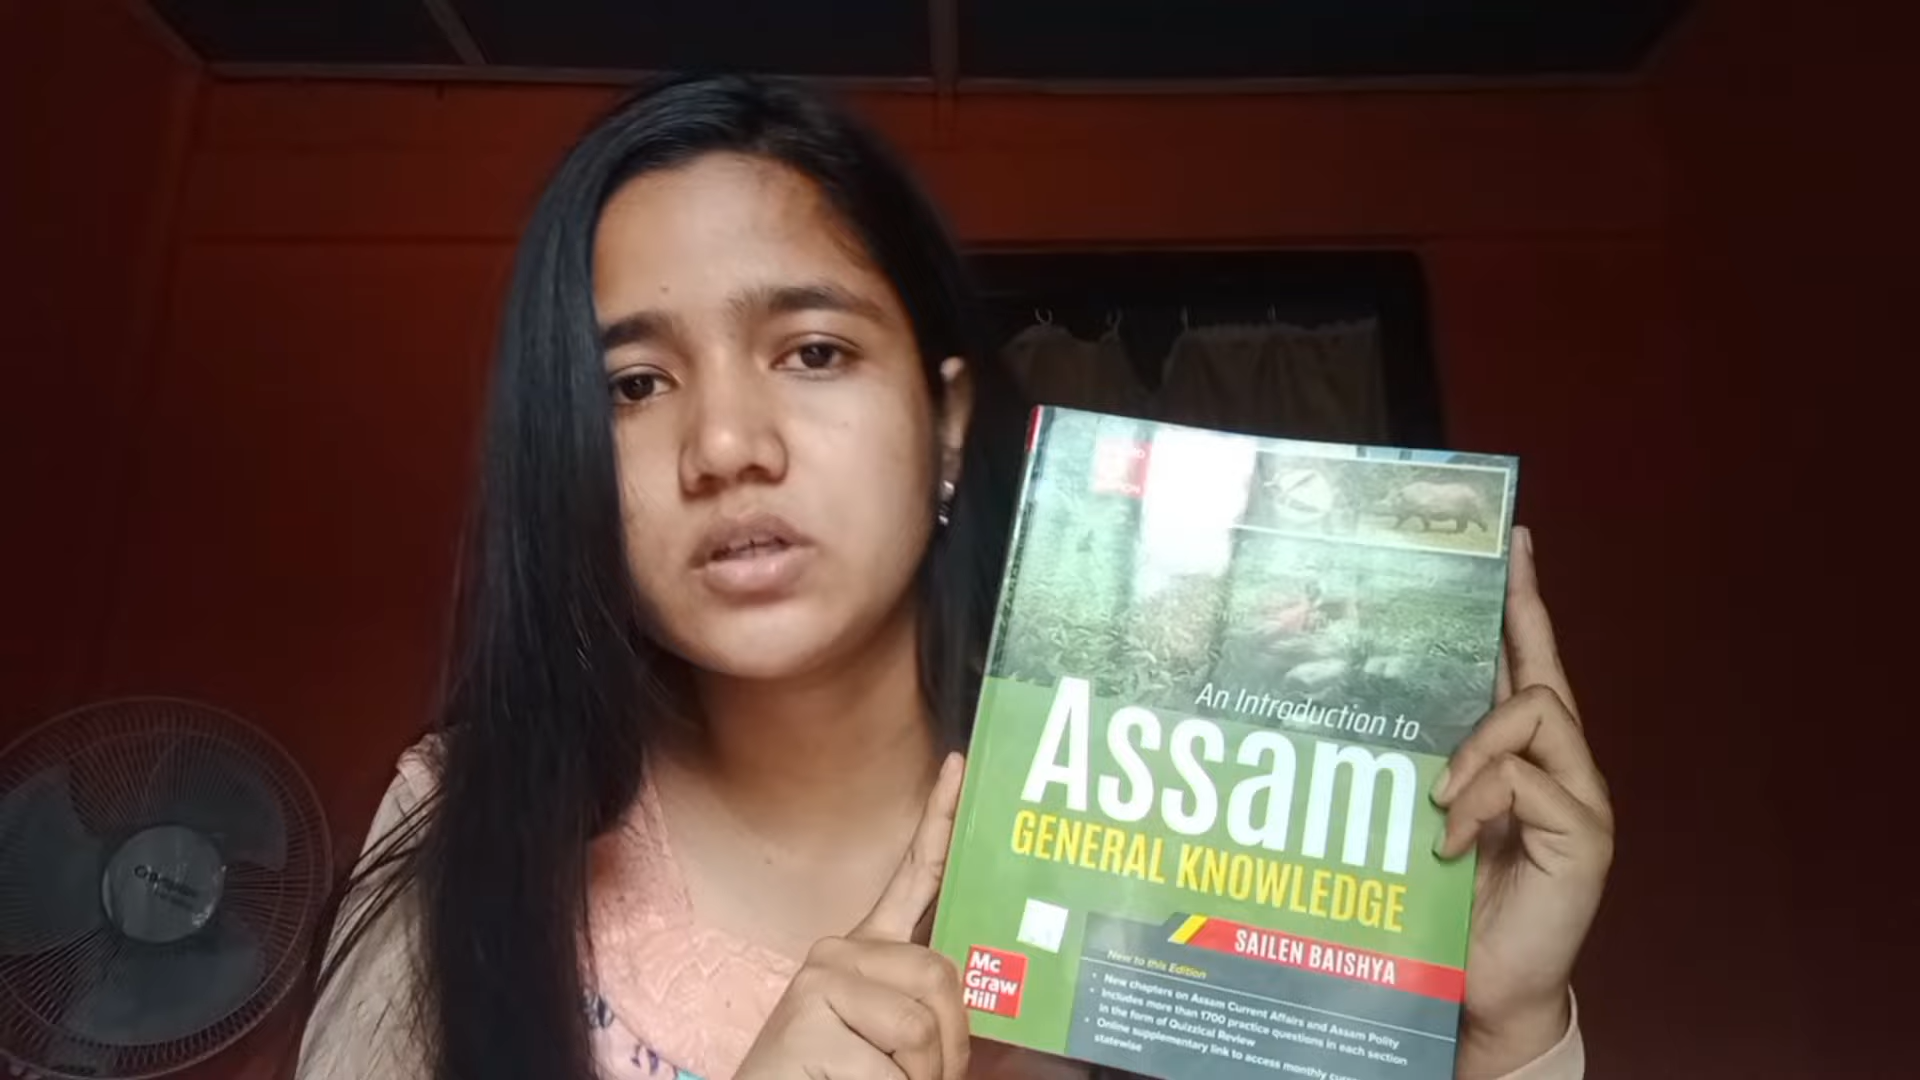 An Introduction to
Assam
GENERAL KNOWLEDGE
SAILEN BAISHYA
Mc
Graw
Hill
New to this Edition
• New chapters on Assam Current Affairs and Assam Polity
• Includes more than 1700 practice questions in each section
in the form of Quizzical Review
• Online supplementary link to access monthly
statewise